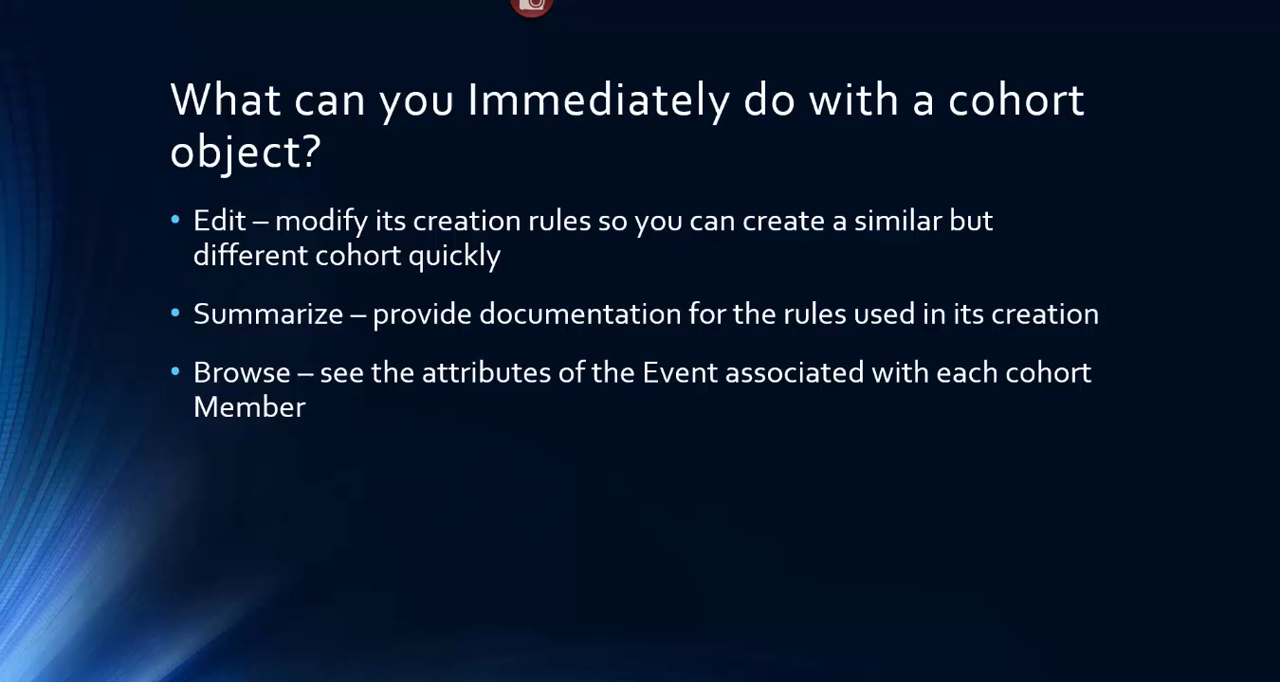 What can you Immediately do with a cohort
object?
• Edit – modify its creation rules so you can create a similar but
different cohort quickly
• Summarize – provide documentation for the rules used in its creation
• Browse – see the attributes of the Event associated with each cohort
Member